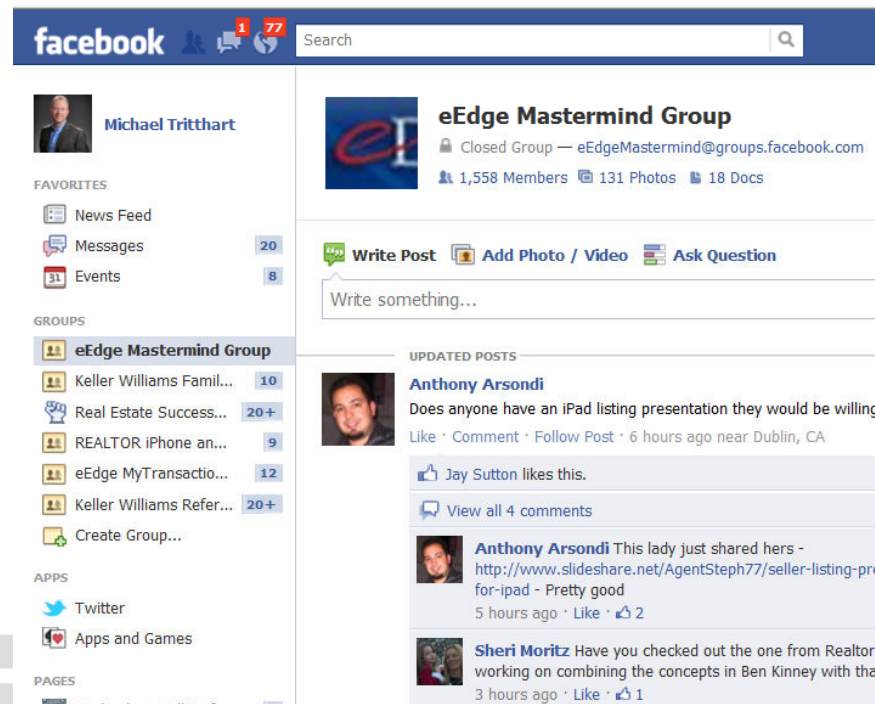 facebook 1 77 Search
Michael Tritthart
FAVORITES
News Feed
Messages 20
31 Events 8
GROUPS
eEdge Mastermind Group
Keller Williams Famil... 10
Real Estate Success... 20+
REALTOR iPhone an... 9
eEdge MyTransactio... 12
Keller Williams Refer... 20+
Create Group...
APPS
Twitter
Apps and Games
PAGES
eE
eEdge Mastermind Group
Closed Group — eEdgeMastermind@groups.facebook.com
1,558 Members 131 Photos 18 Docs
Write Post Add Photo / Video Ask Question
Write something...
UPDATED POSTS
Anthony Arsondi
Does anyone have an iPad listing presentation they would be willing
Like · Comment · Follow Post · 6 hours ago near Dublin, CA
Jay Sutton likes this.
View all 4 comments
Anthony Arsondi This lady just shared hers -
http://www.slideshare.net/AgentSteph77/seller-listing-pre
for-ipad - Pretty good
5 hours ago · Like · 2
Sheri Moritz Have you checked out the one from Realtor
working on combining the concepts in Ben Kinney with tha
3 hours ago · Like · 1